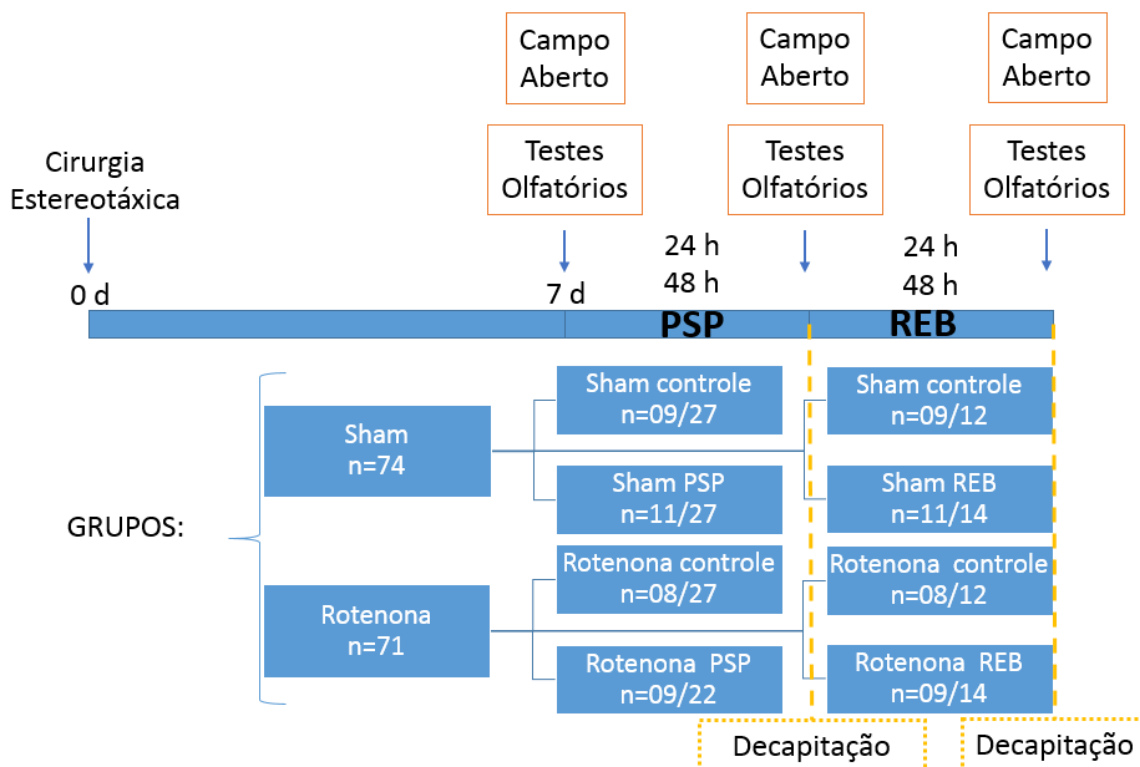 Campo
Aberto
Campo
Aberto
Campo
Aberto
Cirurgia
Estereotáxica
Testes
Olfatórios
Testes
Olfatórios
Testes
Olfatórios
24 h
48 h
24 h
48 h
0 d
7 d
PSP
REB
GRUPOS:
Sham
n=74
Rotenona
n=71
Sham controle
n=09/27
Sham PSP
n=11/27
Rotenona controle
n=08/27
Rotenona PSP
n=09/22
Sham controle
n=09/12
Sham REB
n=11/14
Rotenona controle
n=08/12
Rotenona REB
n=09/14
Decapitação
Decapitação